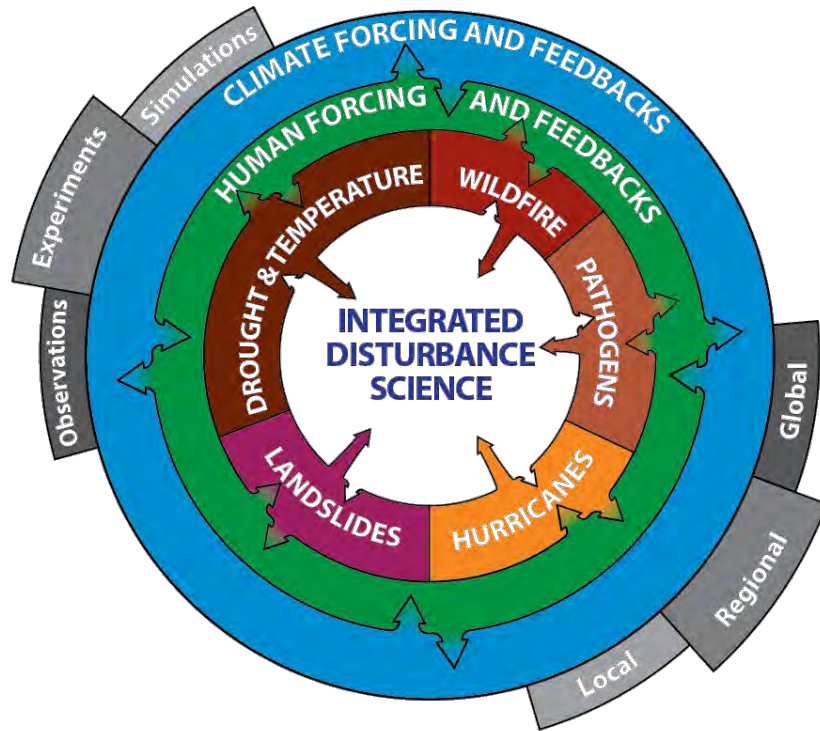 CLIMATE FORCING AND FEEDBACKS
HUMAN FORCING AND FEEDBACKS
DROUGHT & TEMPERATURE
WILDFIRE
PATHOGENS
HURRICANES
LANDSLIDES
INTEGRATED
DISTURBANCE
SCIENCE
Simulations
Experiments
Observations
Global
Regional
Local